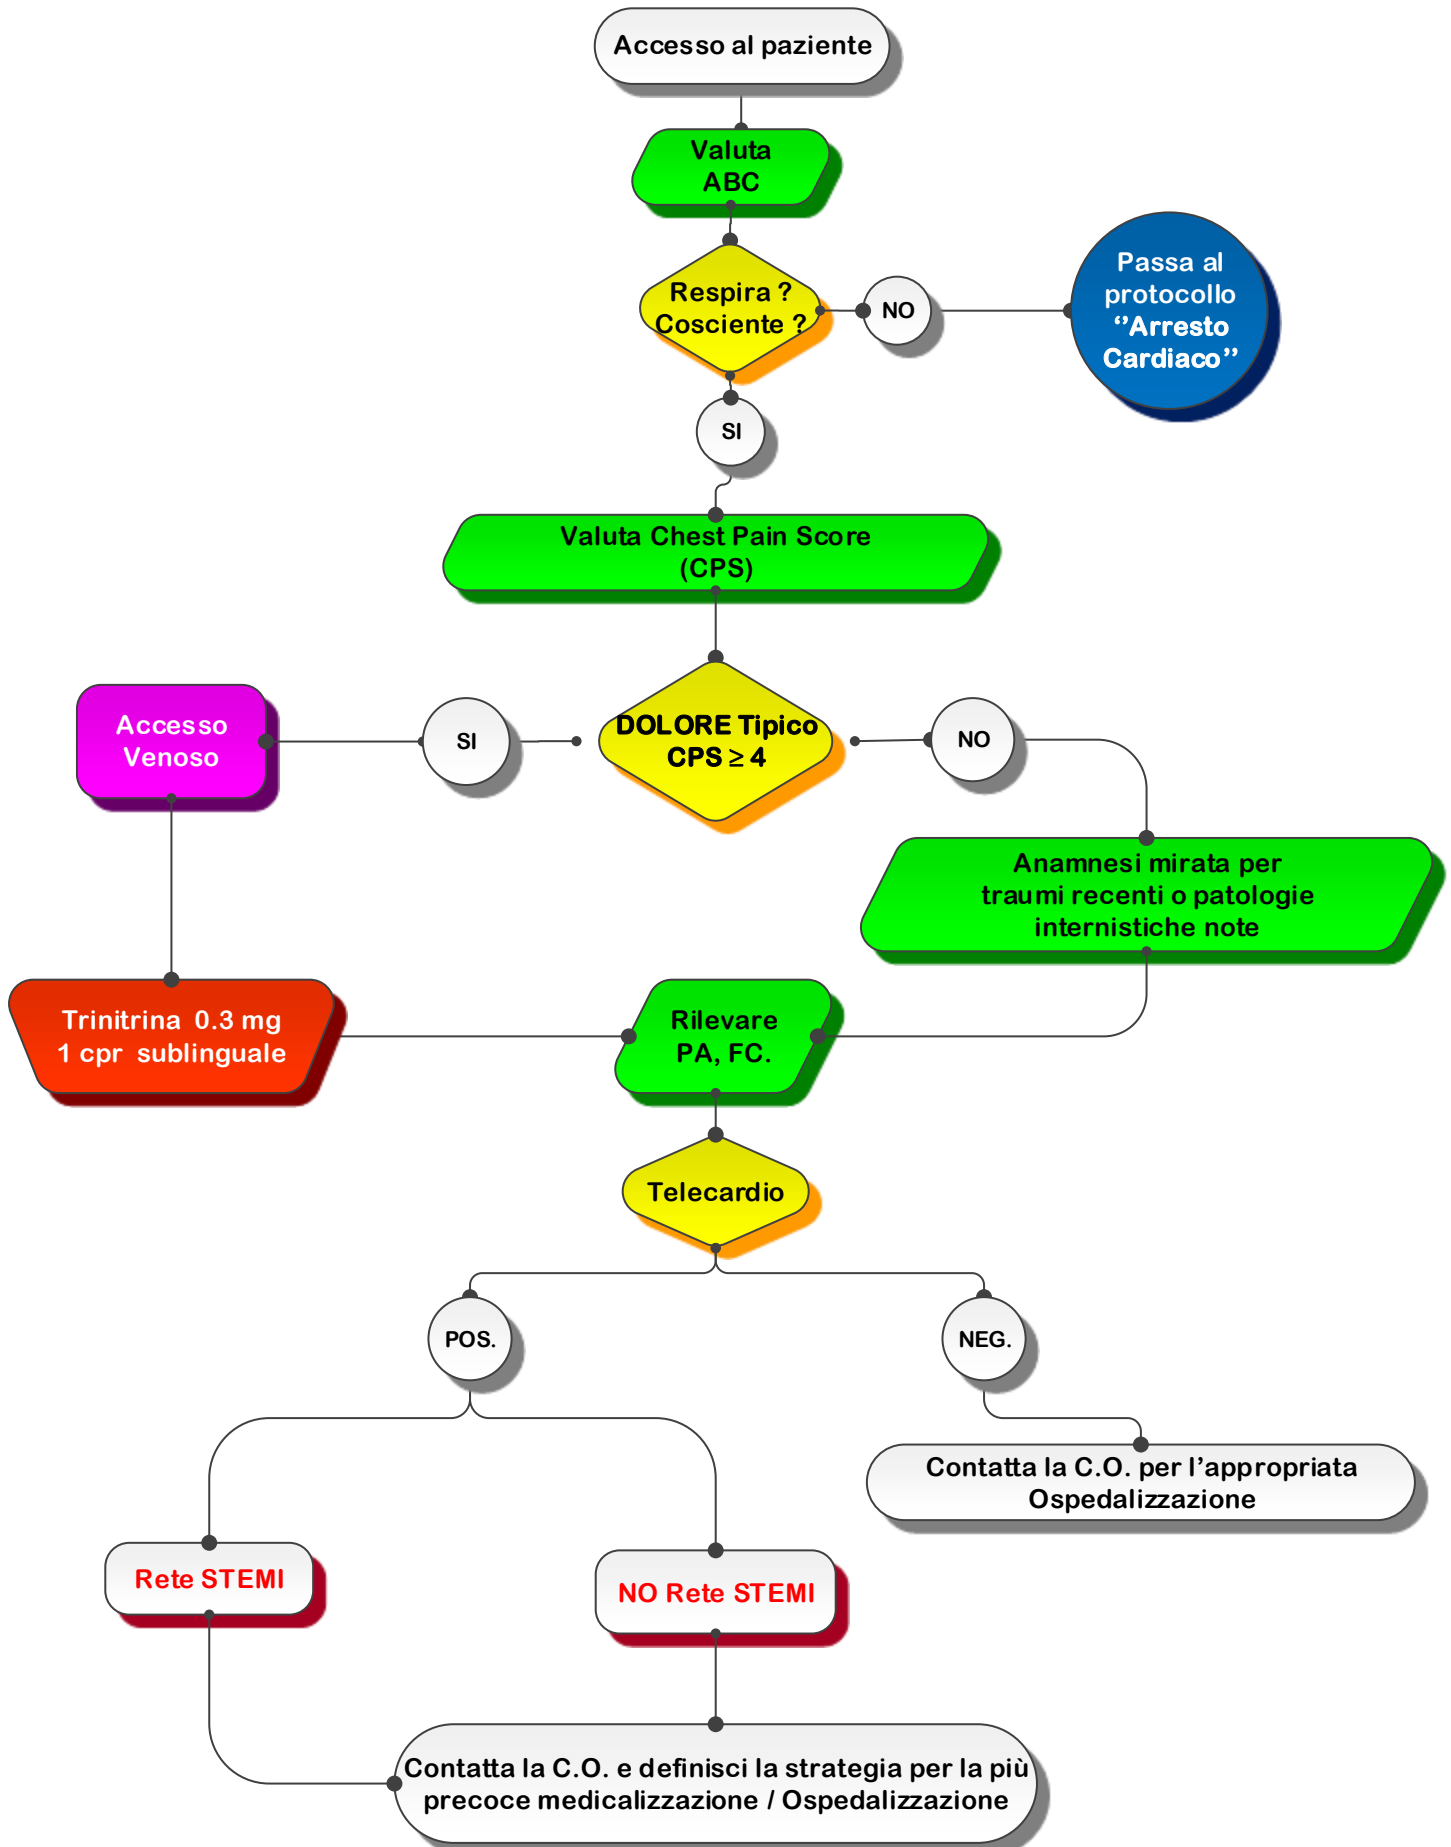 Accesso al paziente
Valuta
ABC
Respira ?
Cosciente ?
NO
Passa al
protocollo
‘’Arresto
Cardiaco’’
SI
Valuta Chest Pain Score
(CPS)
Accesso
Venoso
SI
DOLORE Tipico
CPS ≥ 4
NO
Anamnesi mirata per
traumi recenti o patologie
internistiche note
Trinitrina  0.3 mg
1 cpr  sublinguale
Rilevare
PA, FC.
Telecardio
POS.
NEG.
Contatta la C.O. per l’appropriata
Ospedalizzazione
Rete STEMI
NO Rete STEMI
Contatta la C.O. e definisci la strategia per la più
precoce medicalizzazione / Ospedalizzazione